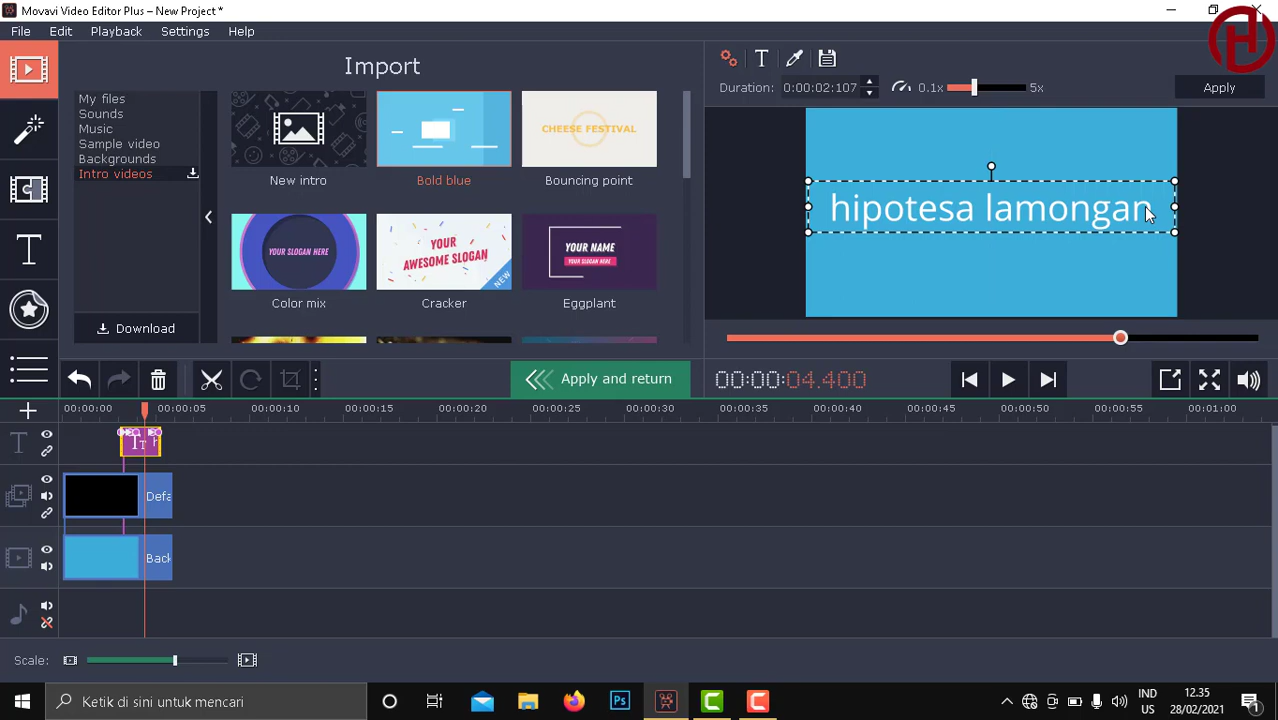 Movavi Video Editor Plus – New Project *
File Edit Playback Settings Help
Import
My files
Sounds
Music
Sample video
Backgrounds
Intro videos
Download
New intro
Bold blue
CHEESE FESTIVAL
Bouncing point
YOUR SLOGAN HERE
Color mix
YOUR
AWESOME SLOGAN
NEW
Cracker
YOUR NAME
YOUR SLOGAN HERE
Eggplant
T
Duration: 0:00:02:107 0.1x 5x Apply
hipotesa lamongan
Apply and return
00:00:04.400
00:00:00 00:00:05 00:00:10 00:00:15 00:00:20 00:00:25 00:00:30 00:00:35 00:00:40 00:00:45 00:00:50 00:00:55 00:01:00
Defa
Back
Scale:
Ketik di sini untuk mencari
Ps
IND
US
12.35
28/02/2021
1